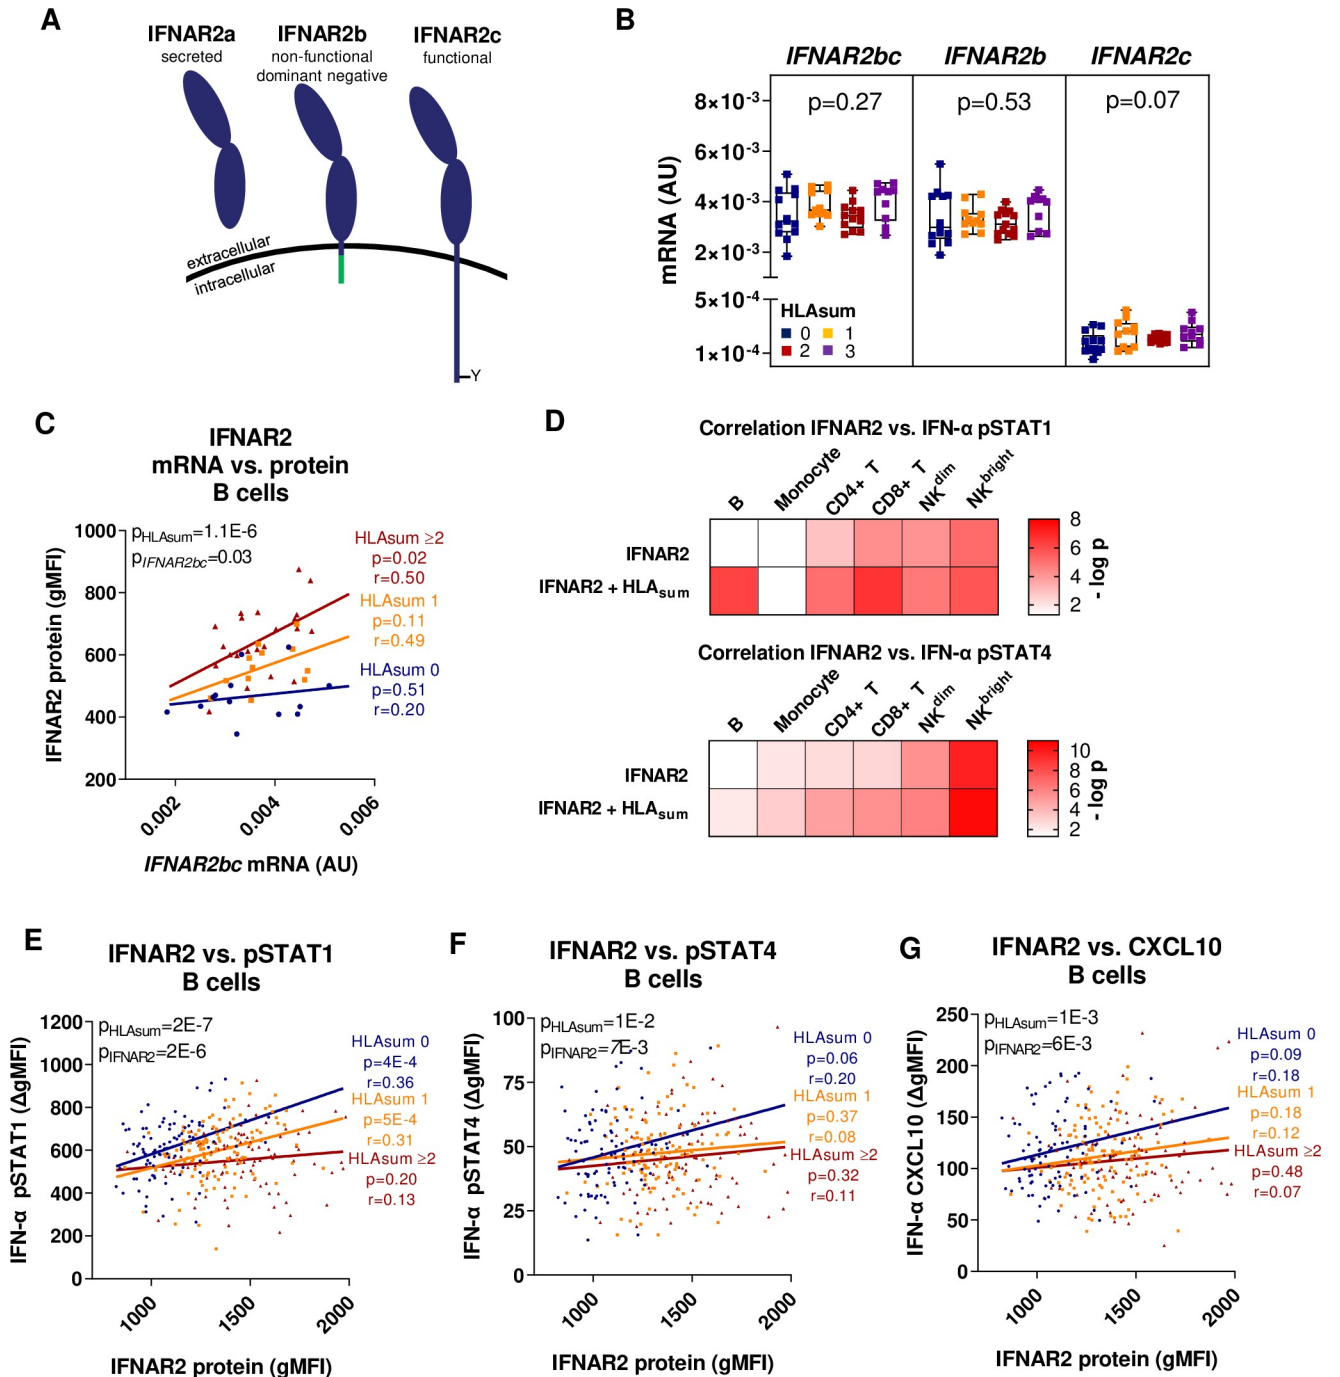 A
IFNAR2a
secreted
IFNAR2b
non-functional
dominant negative
IFNAR2c
functional
extracellular
intracellular
Y
B
IFNAR2bc
IFNAR2b
IFNAR2c
p=0.27
p=0.53
p=0.07
mRNA (AU)
8×10⁻³
6×10⁻³
4×10⁻³
2×10⁻³
5×10⁻⁴
1×10⁻⁴
HLAsum
0 1
2 3
C
IFNAR2
mRNA vs. protein
B cells
IFNAR2 protein (gMFI)
1000
800
600
400
200
pHLAsum=1.1E-6
pIFNAR2bc=0.03
HLAsum ≥2
p=0.02
r=0.50
HLAsum 1
p=0.11
r=0.49
HLAsum 0
p=0.51
r=0.20
0.002 0.004 0.006
IFNAR2bc mRNA (AU)
D
Correlation IFNAR2 vs. IFN-α pSTAT1
B Monocyte CD4+ T CD8+ T NKdim NKbright
IFNAR2
IFNAR2 + HLAsum
8
6
4
2
- log p
Correlation IFNAR2 vs. IFN-α pSTAT4
B Monocyte CD4+ T CD8+ T NKdim NKbright
IFNAR2
IFNAR2 + HLAsum
10
8
6
4
2
- log p
E
IFNAR2 vs. pSTAT1
B cells
IFN-α pSTAT1 (ΔgMFI)
1200
1000
800
600
400
200
0
pHLAsum=2E-7
pIFNAR2=2E-6
HLAsum 0
p=4E-4
r=0.36
HLAsum 1
p=5E-4
r=0.31
HLAsum ≥2
p=0.20
r=0.13
1000 1500 2000
IFNAR2 protein (gMFI)
F
IFNAR2 vs. pSTAT4
B cells
IFN-α pSTAT4 (ΔgMFI)
100
75
50
25
0
pHLAsum=1E-2
pIFNAR2=7E-3
HLAsum 0
p=0.06
r=0.20
HLAsum 1
p=0.37
r=0.08
HLAsum ≥2
p=0.32
r=0.11
1000 1500 2000
IFNAR2 protein (gMFI)
G
IFNAR2 vs. CXCL10
B cells
IFN-α CXCL10 (ΔgMFI)
250
200
150
100
50
0
pHLAsum=1E-3
pIFNAR2=6E-3
HLAsum 0
p=0.09
r=0.18
HLAsum 1
p=0.18
r=0.12
HLAsum ≥2
p=0.48
r=0.07
1000 1500 2000
IFNAR2 protein (gMFI)